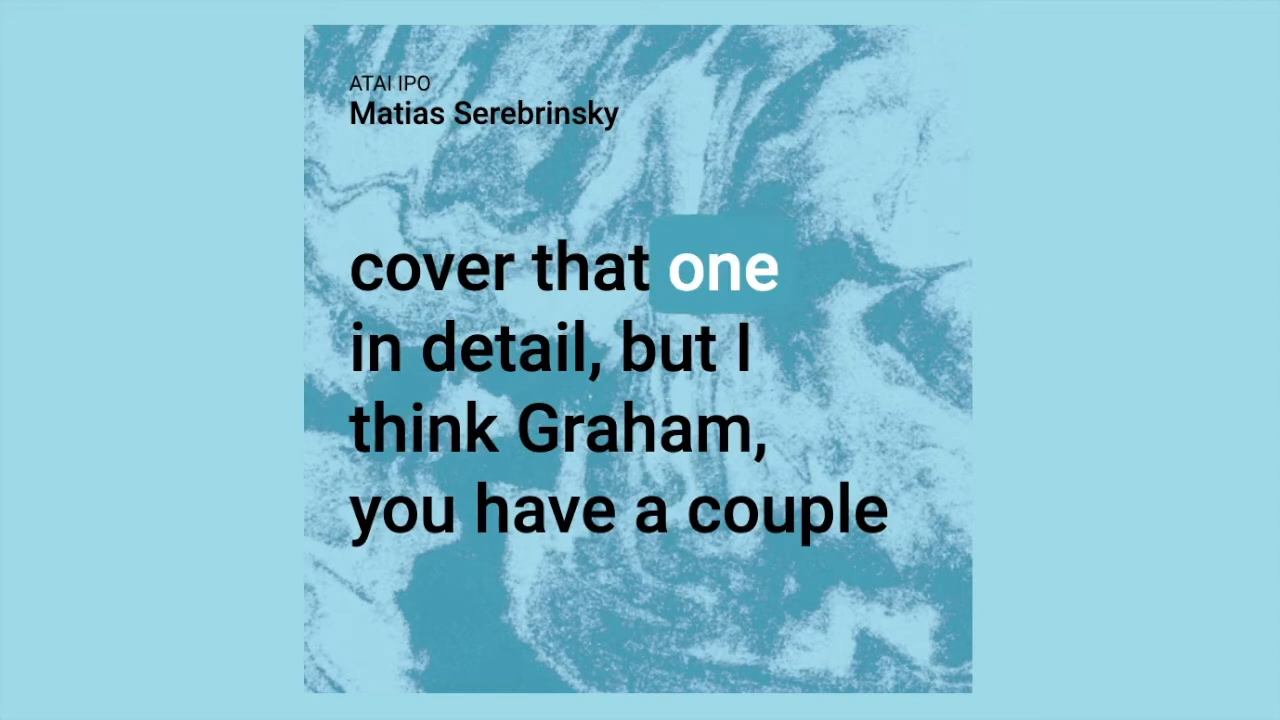 ATAI IPO
Matias Serebrinsky
cover that one
in detail, but I
think Graham,
you have a couple